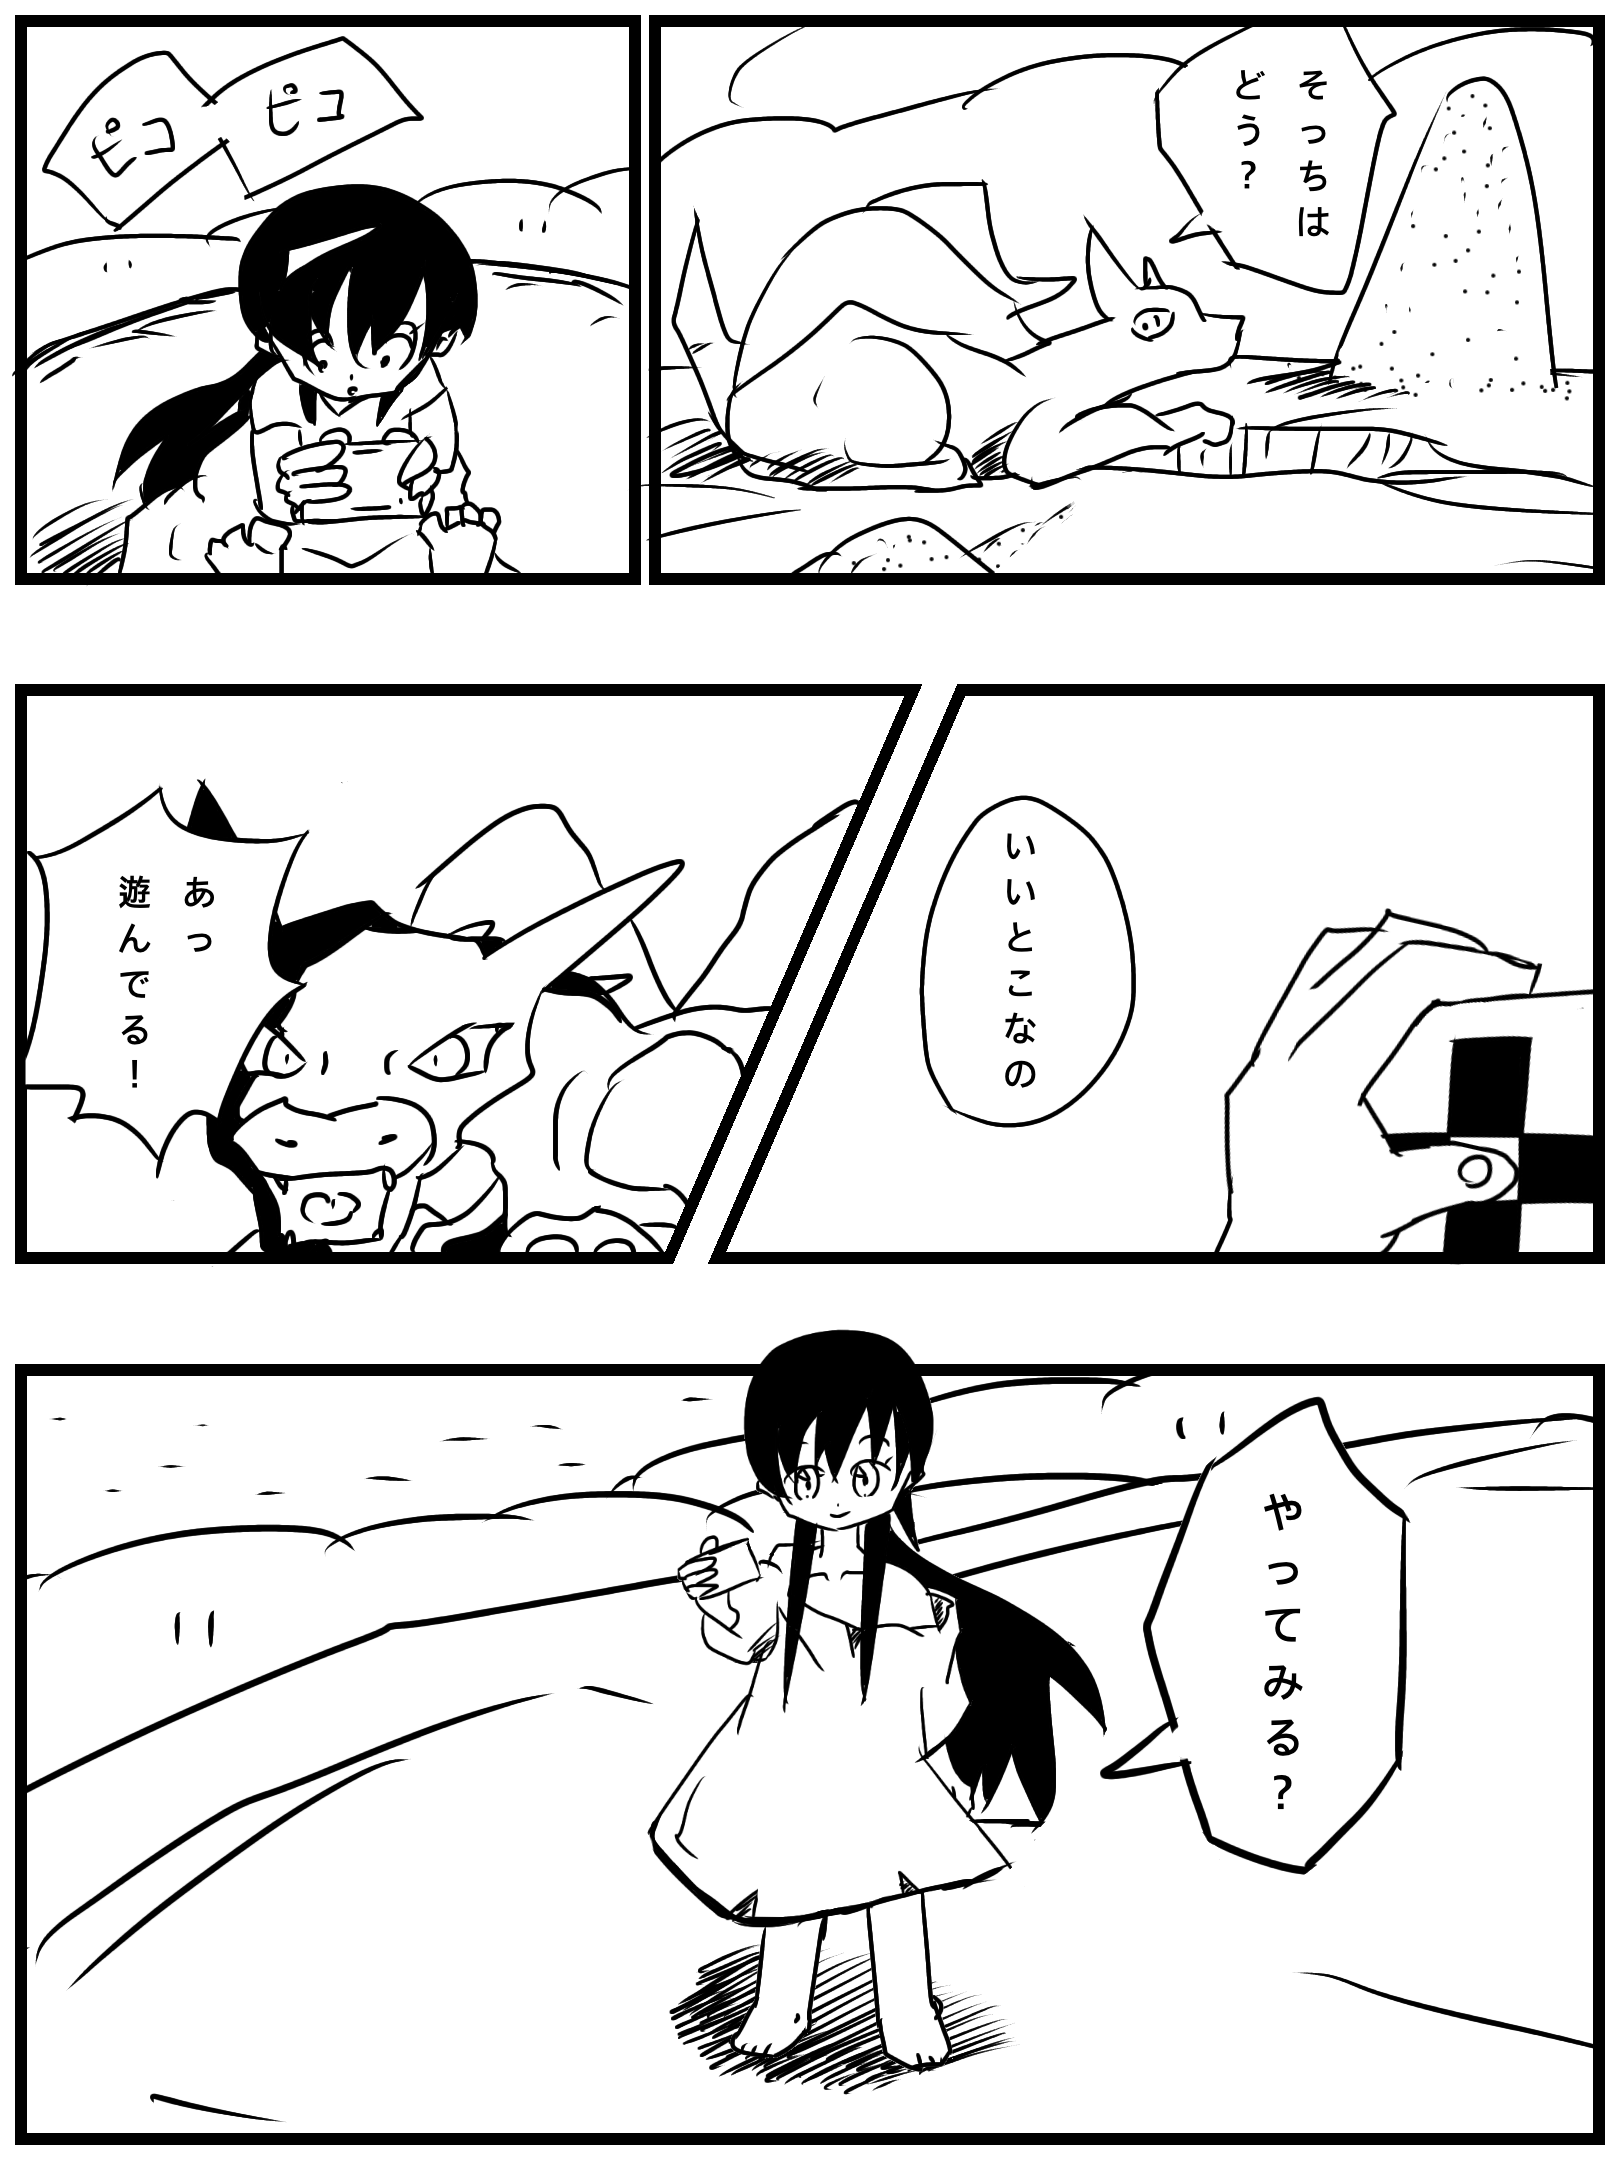 そっちは
どう？
ピコ
ピコ
いいとこなの
あっ
遊んでる！
やってみる？